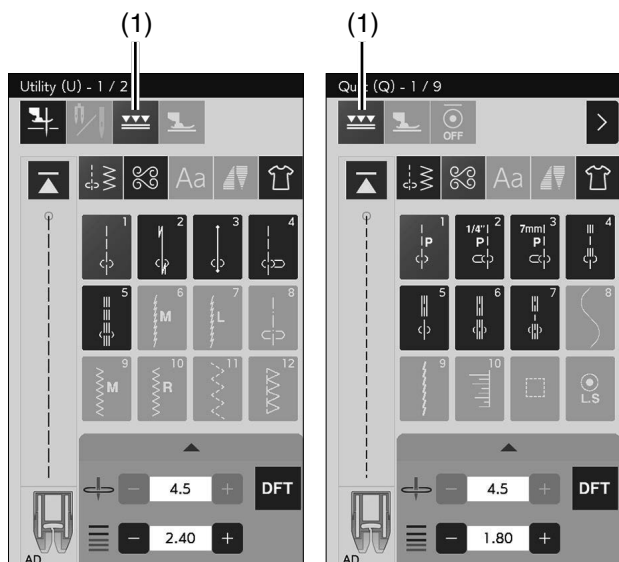 (1)
Utility (U) - 1 / 2
Aa
1 2 3 4
5 6 7 8
M L
9 10 11 12
M R
4.5 DFT
2.40
AD
(1)
(Q) - 1 / 9
OFF
Aa
1 2 3 4
P 1/4" P 7mm P
5 6 7 8
9 10
L.S
4.5 DFT
1.80
AD